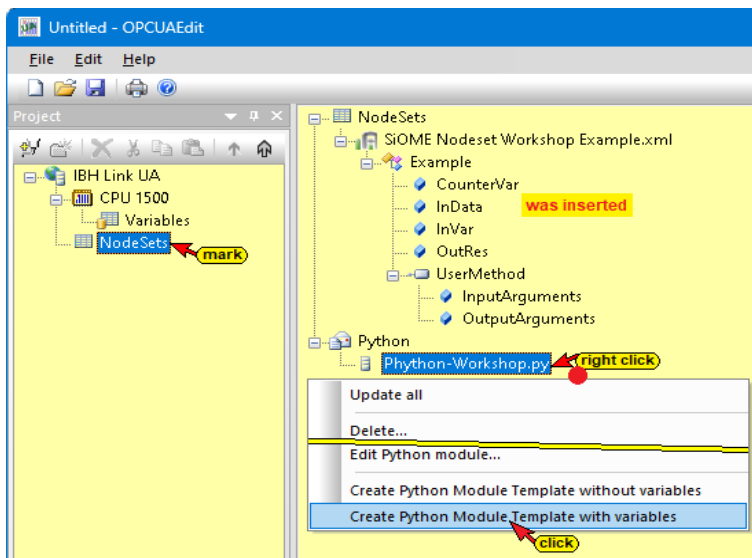 Untitled - OPCUAEdit
File Edit Help
Project
IBH Link UA
CPU 1500
Variables
NodeSets
mark
NodeSets
SiOME Nodeset Workshop Example.xml
Example
CounterVar
InData
was inserted
InVar
OutRes
UserMethod
InputArguments
OutputArguments
Python
Phython-Workshop.py
right click
Update all
Delete...
Edit Python module...
Create Python Module Template without variables
Create Python Module Template with variables
click